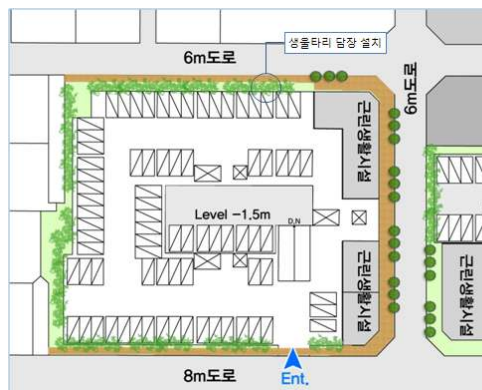 생울타리 담장 설치
6m도로
6m도로
근린생활시설
Level -1.5m
D.N
근린생활시설
근린생활시설
8m도로
Ent.